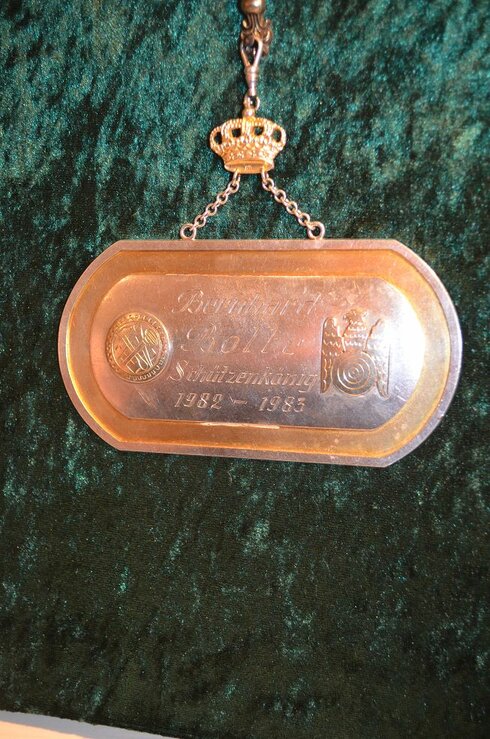 Bernhard
Schützenkönig
1982 – 1983